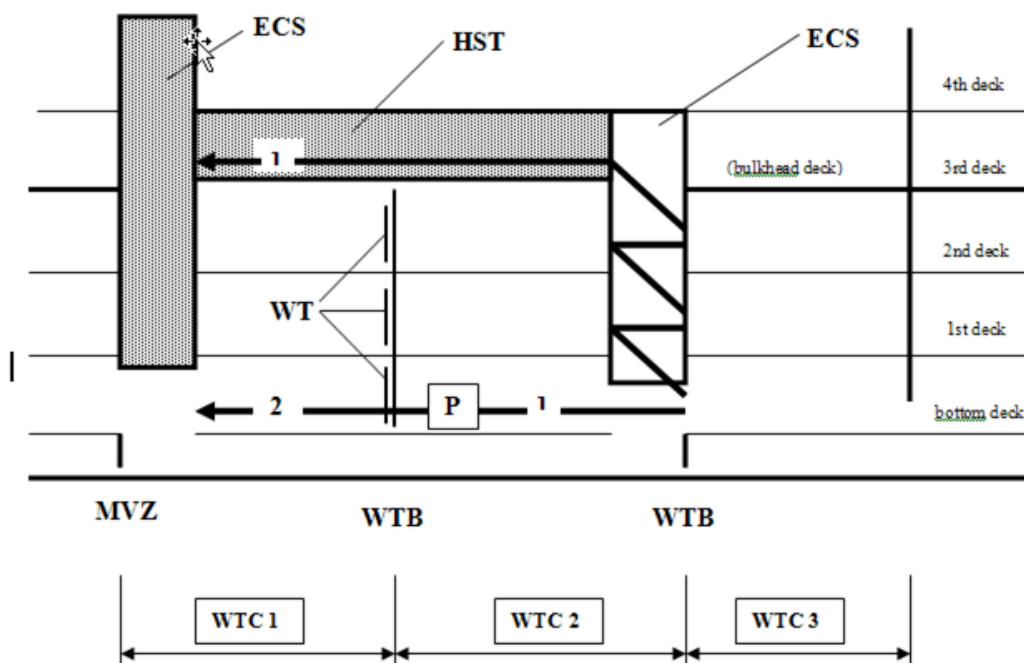 ECS
HST
ECS
4th deck
1
(bulkhead deck)
3rd deck
2nd deck
WT
1st deck
2
P
1
bottom deck
MVZ
WTB
WTB
WTC 1
WTC 2
WTC 3